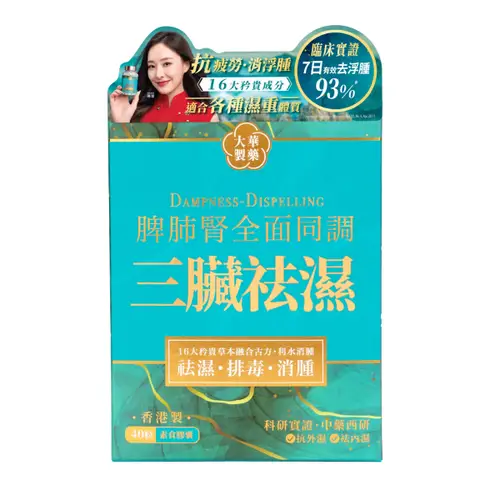 抗疲勞·消浮腫
16大矜貴成分
適合各種濕重體質
臨床實證
7日有效去浮腫
93%*
大華
製藥
DAMPNESS-DISPELLING
脾肺腎全面同調
三臟祛濕
16大矜貴草本融合古方·利水消腫
祛濕·排毒·消腫
·香港製·
40粒 素食膠囊
科研實證·中藥西研
抗外濕 祛內濕